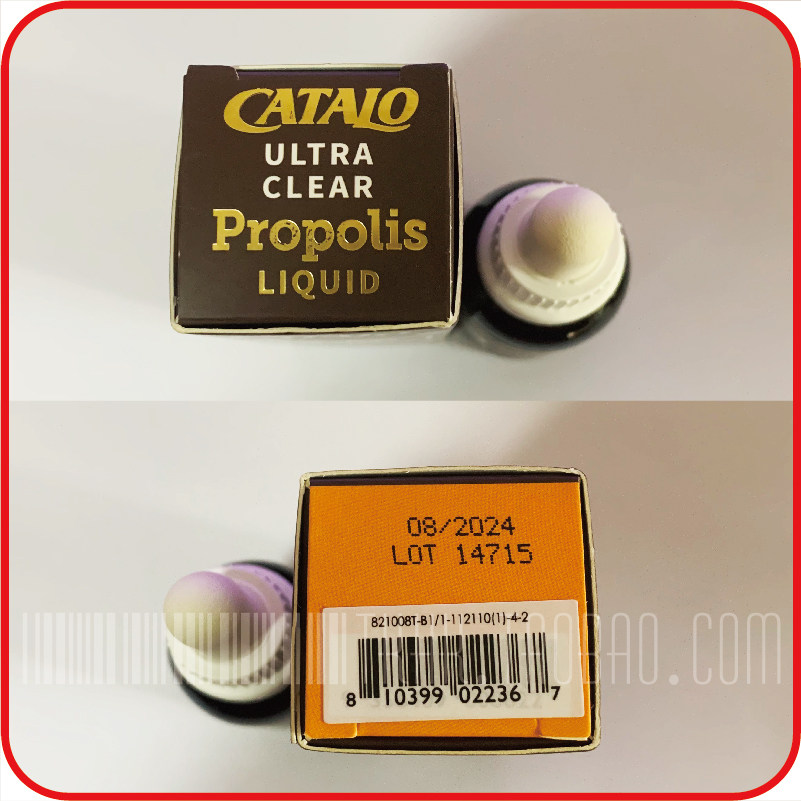 CATALO
ULTRA
CLEAR
Propolis
LIQUID
08/2024
LOT 14715
821008T-B1/1-112110(1)-4-2
8 10399 02236 7